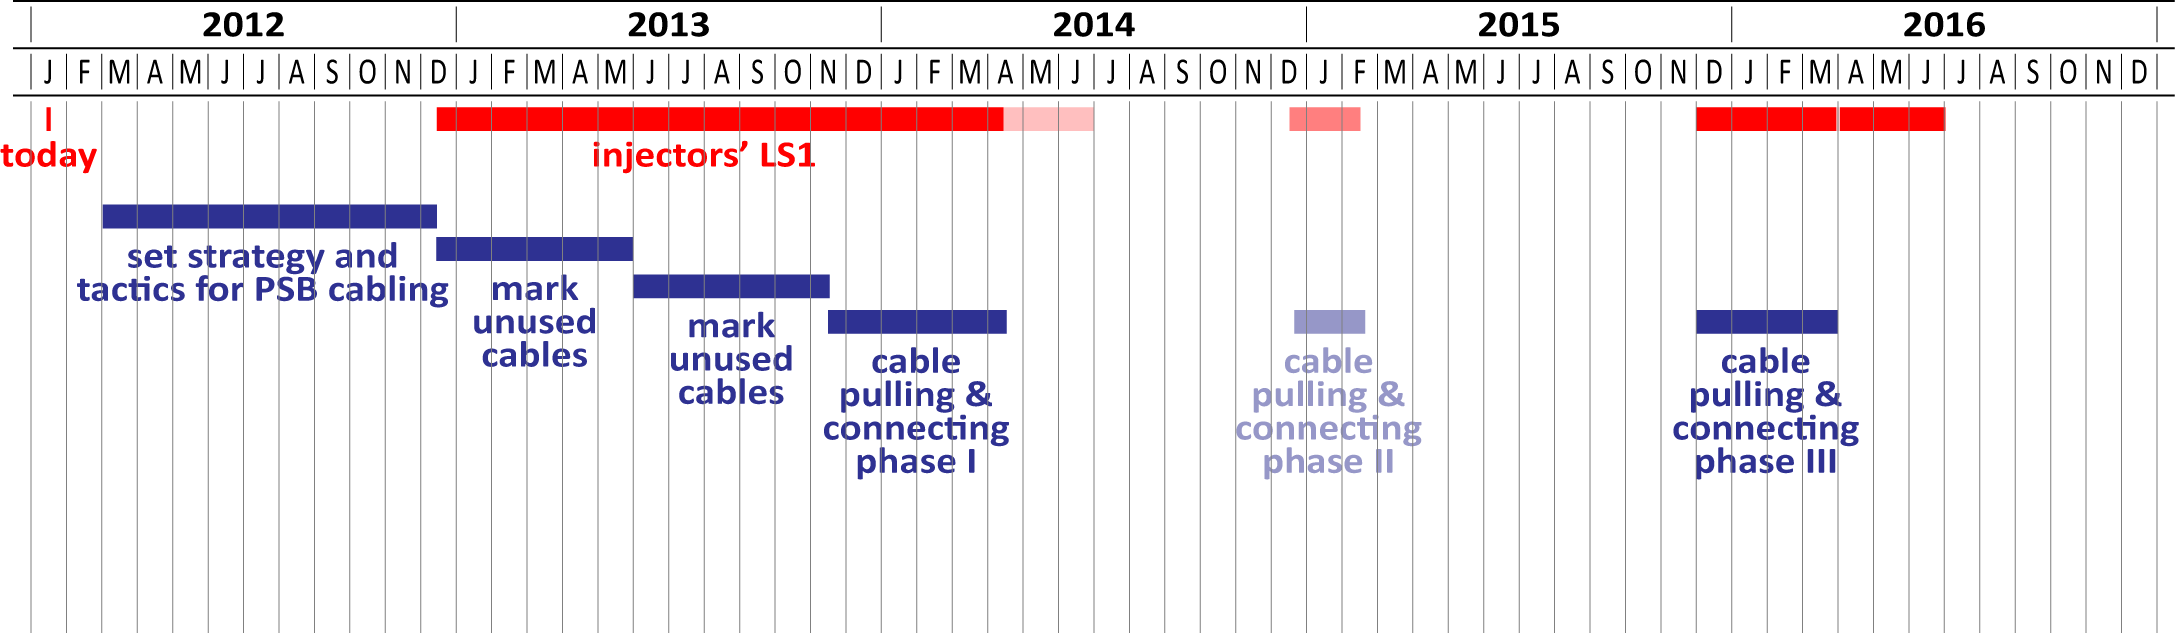 2012 2013 2014 2015 2016
J F M A M J J A S O N D J F M A M J J A S O N D J F M A M J J A S O N D J F M A M J J A S O N D J F M A M J J A S O N D
today
injectors’ LS1
set strategy and
tactics for PSB cabling
mark
unused
cables
mark
unused
cables
cable
pulling &
connecting
phase I
cable
pulling &
connecting
phase II
cable
pulling &
connecting
phase III